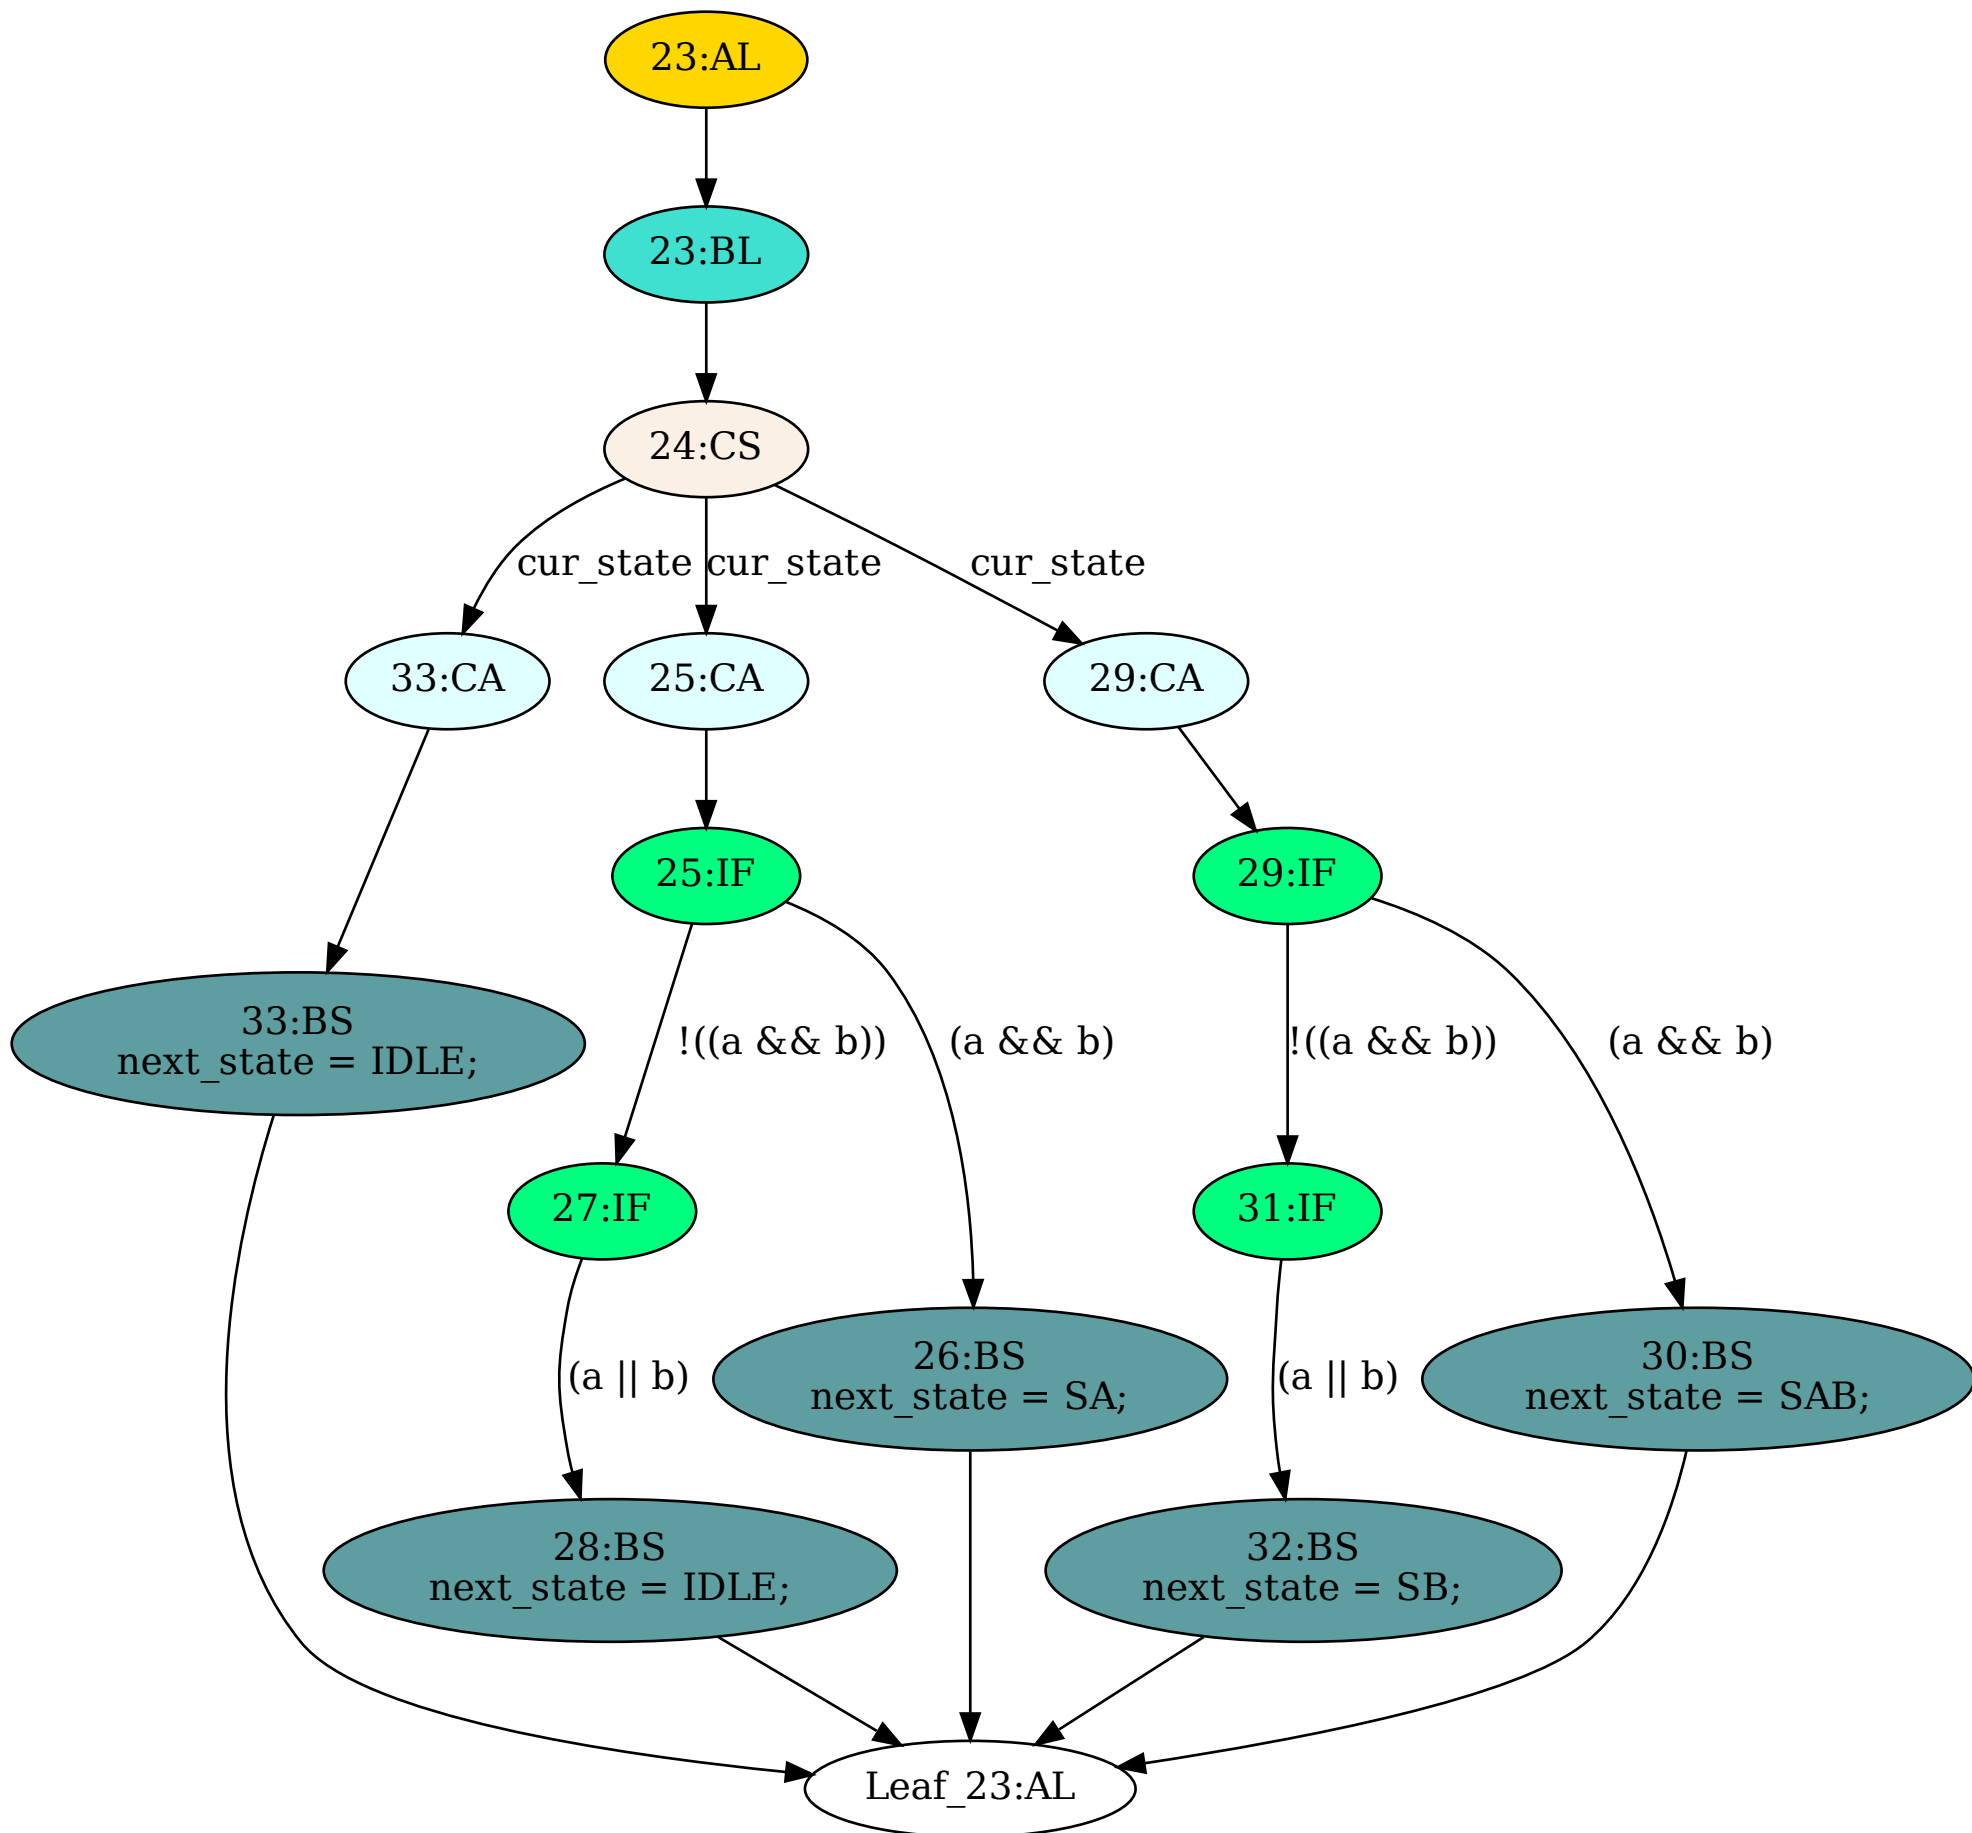 23:AL
23:BL
24:CS
cur_state
cur_state
cur_state
33:CA
25:CA
29:CA
25:IF
29:IF
33:BS
next_state = IDLE;
!((a && b))
(a && b)
!((a && b))
(a && b)
27:IF
31:IF
(a || b)
26:BS
next_state = SA;
(a || b)
30:BS
next_state = SAB;
28:BS
next_state = IDLE;
32:BS
next_state = SB;
Leaf_23:AL